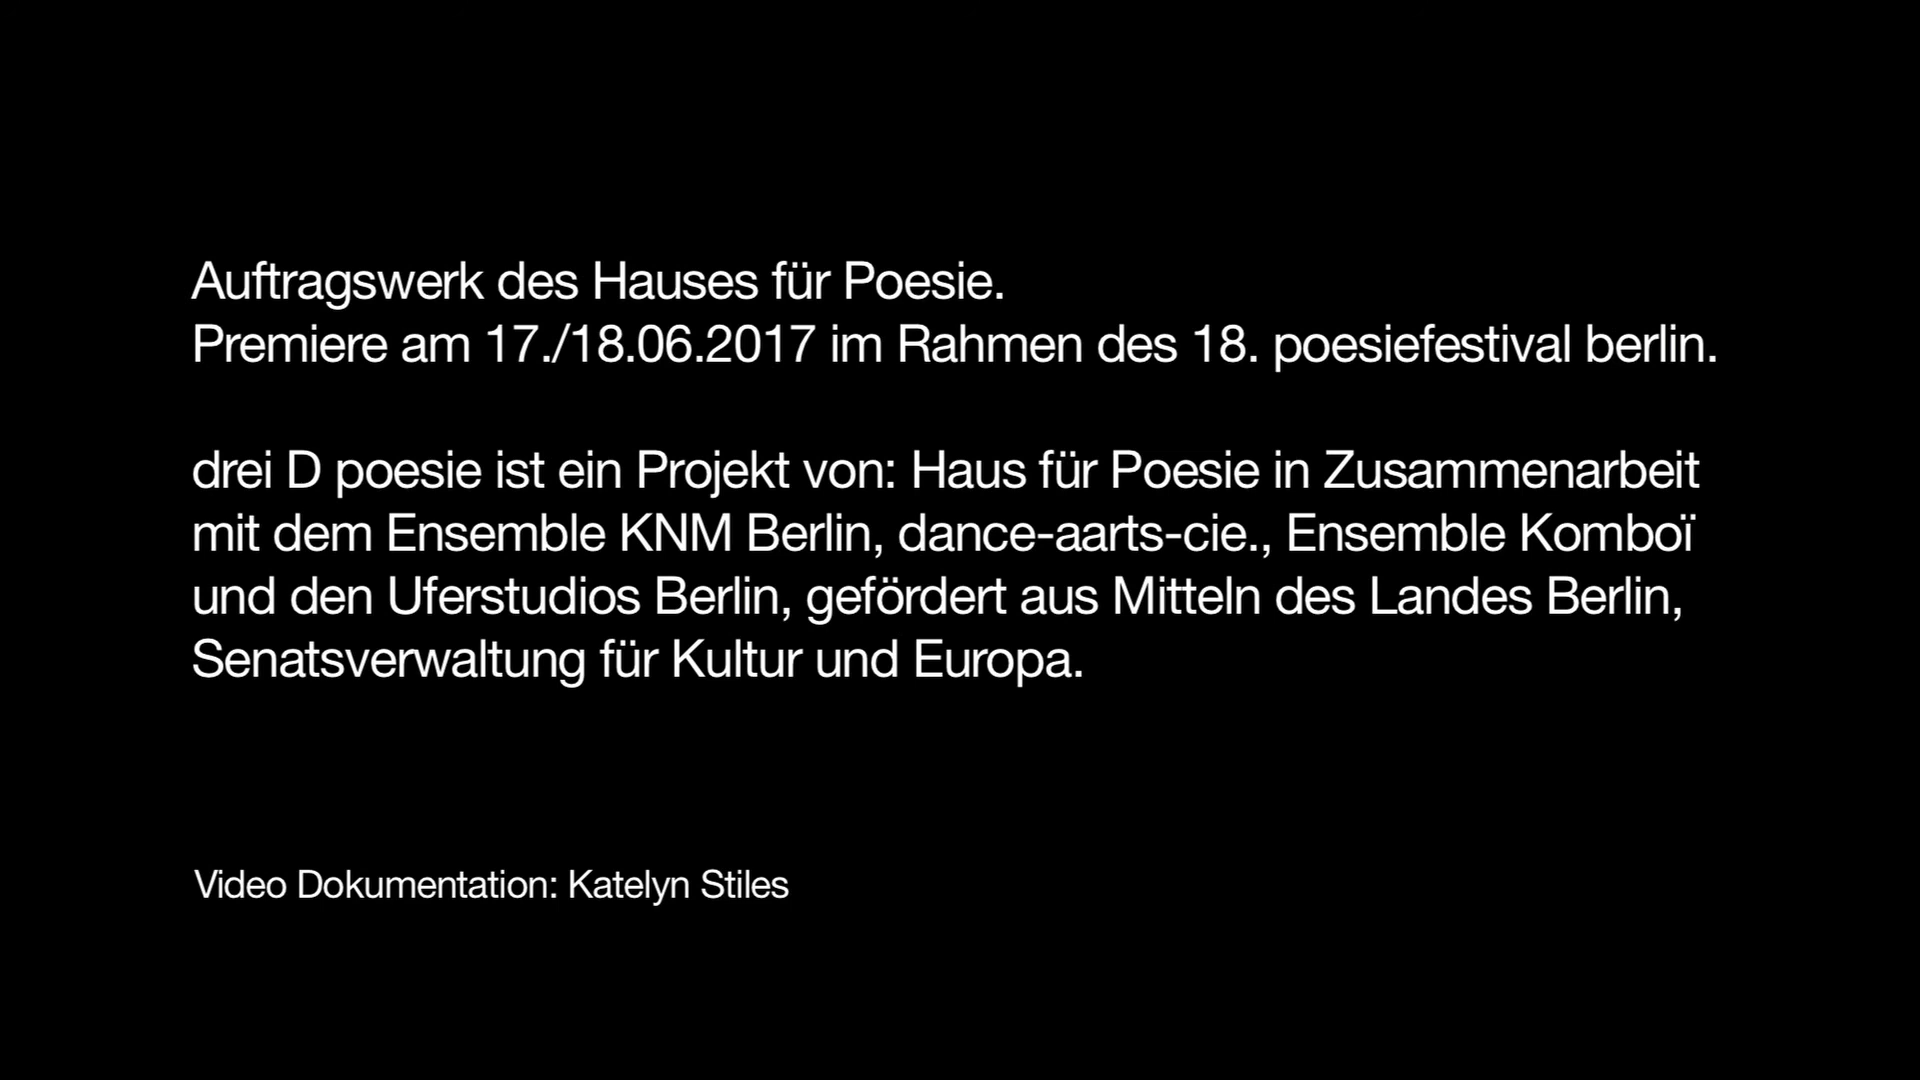 Auftragswerk des Hauses für Poesie.
Premiere am 17./18.06.2017 im Rahmen des 18. poesiefestival berlin.
drei D poesie ist ein Projekt von: Haus für Poesie in Zusammenarbeit
mit dem Ensemble KNM Berlin, dance-aarts-cie., Ensemble Komboï
und den Uferstudios Berlin, gefördert aus Mitteln des Landes Berlin,
Senatsverwaltung für Kultur und Europa.
Video Dokumentation: Katelyn Stiles